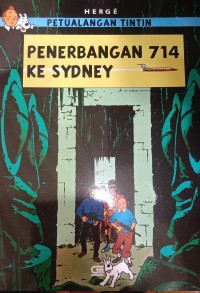 HERGÉ
PETUALANGAN TINTIN
PENERBANGAN 714
KE SYDNEY